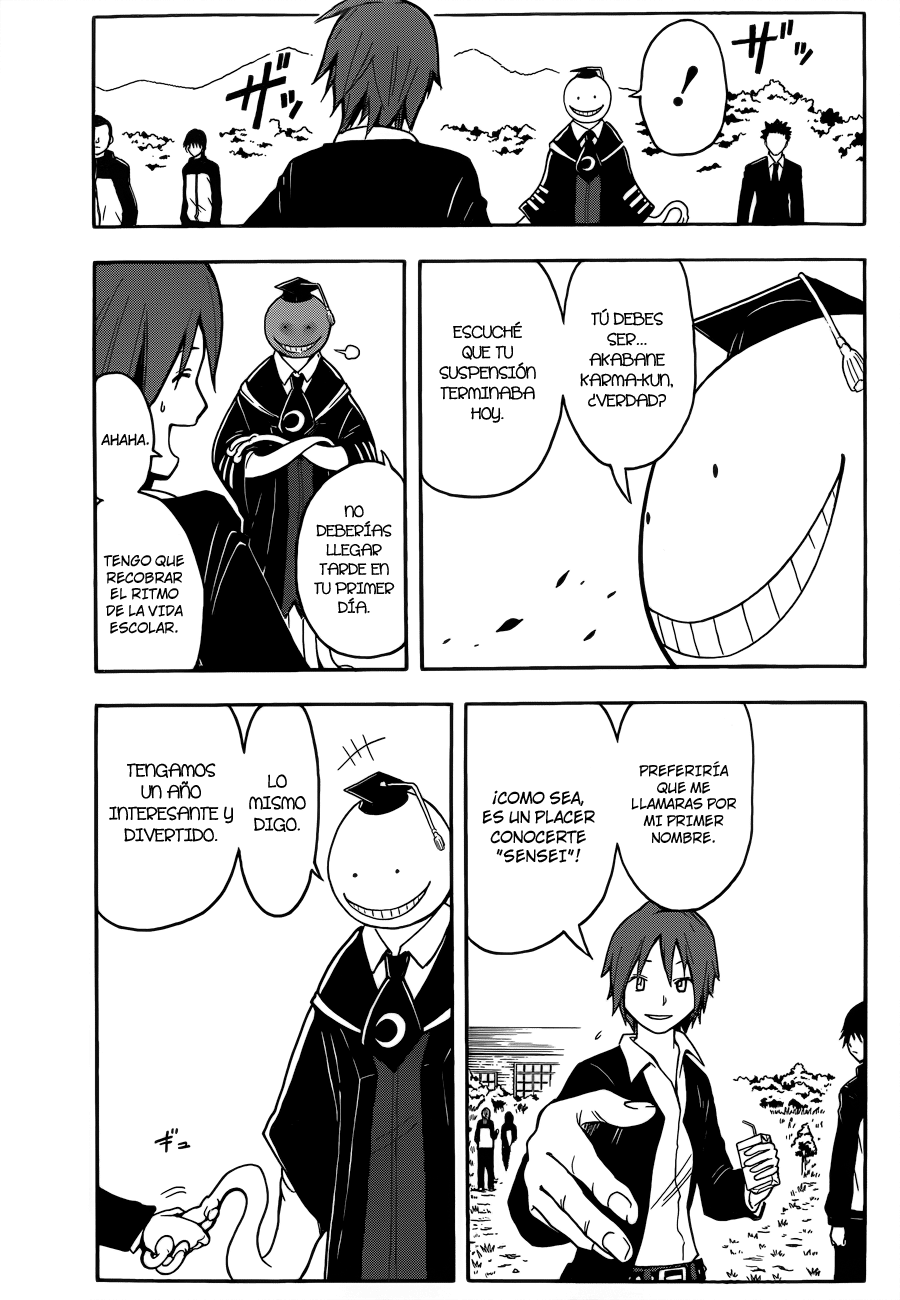 ザッ
!
ザッ
TÚ DEBES
SER...
AKABANE
KARMA-KUN,
¿VERDAD?
ESCUCHÉ
QUE TU
SUSPENSIÓN
TERMINABA
HOY.
NO
DEBERÍAS
LLEGAR
TARDE EN
TU PRIMER
DÍA.
AHAHA.
TENGO QUE
RECOBRAR
EL RITMO
DE LA VIDA
ESCOLAR.
PREFERIRÍA
QUE ME
LLAMARAS POR
MI PRIMER
NOMBRE.
¡COMO SEA,
ES UN PLACER
CONOCERTE
"SENSEI"!
LO
MISMO
DIGO.
TENGAMOS
UN AÑO
INTERESANTE Y
DIVERTIDO.
ギュ